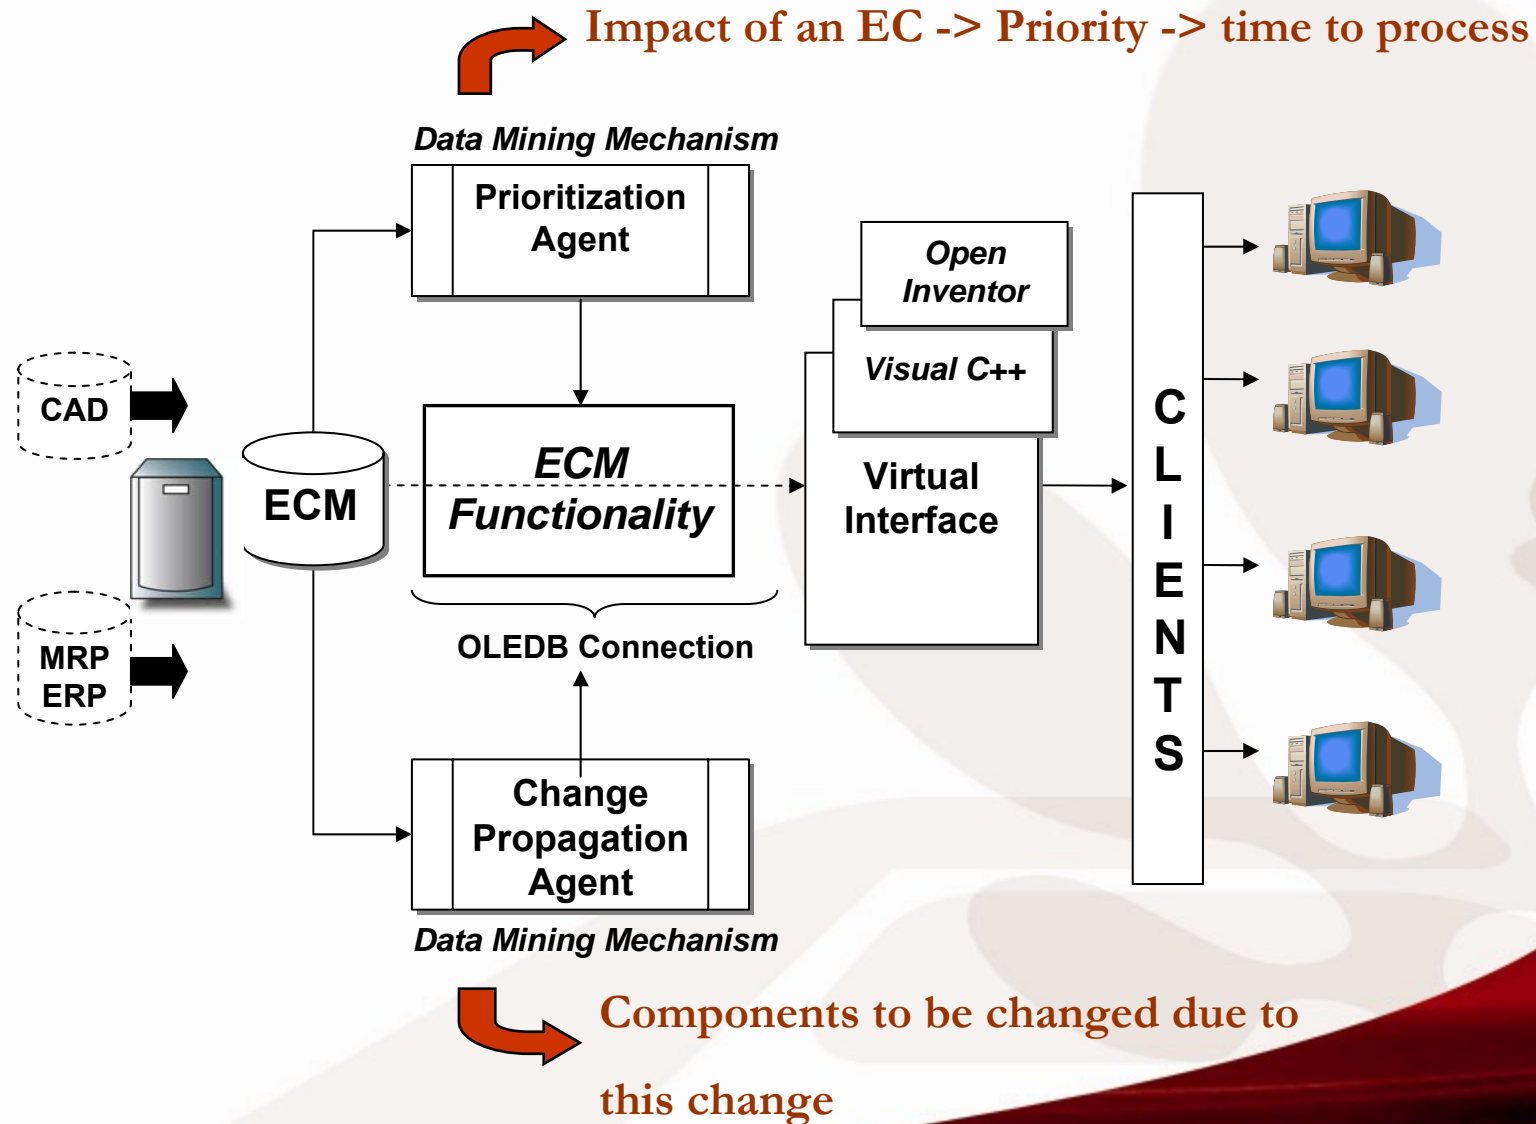 Impact of an EC -> Priority -> time to process
Data Mining Mechanism
Prioritization
Agent
Open
Inventor
Visual C++
CAD
ECM
ECM
Functionality
Virtual
Interface
C
L
I
E
N
T
S
MRP
ERP
OLEDB Connection
Change
Propagation
Agent
Data Mining Mechanism
Components to be changed due to
this change